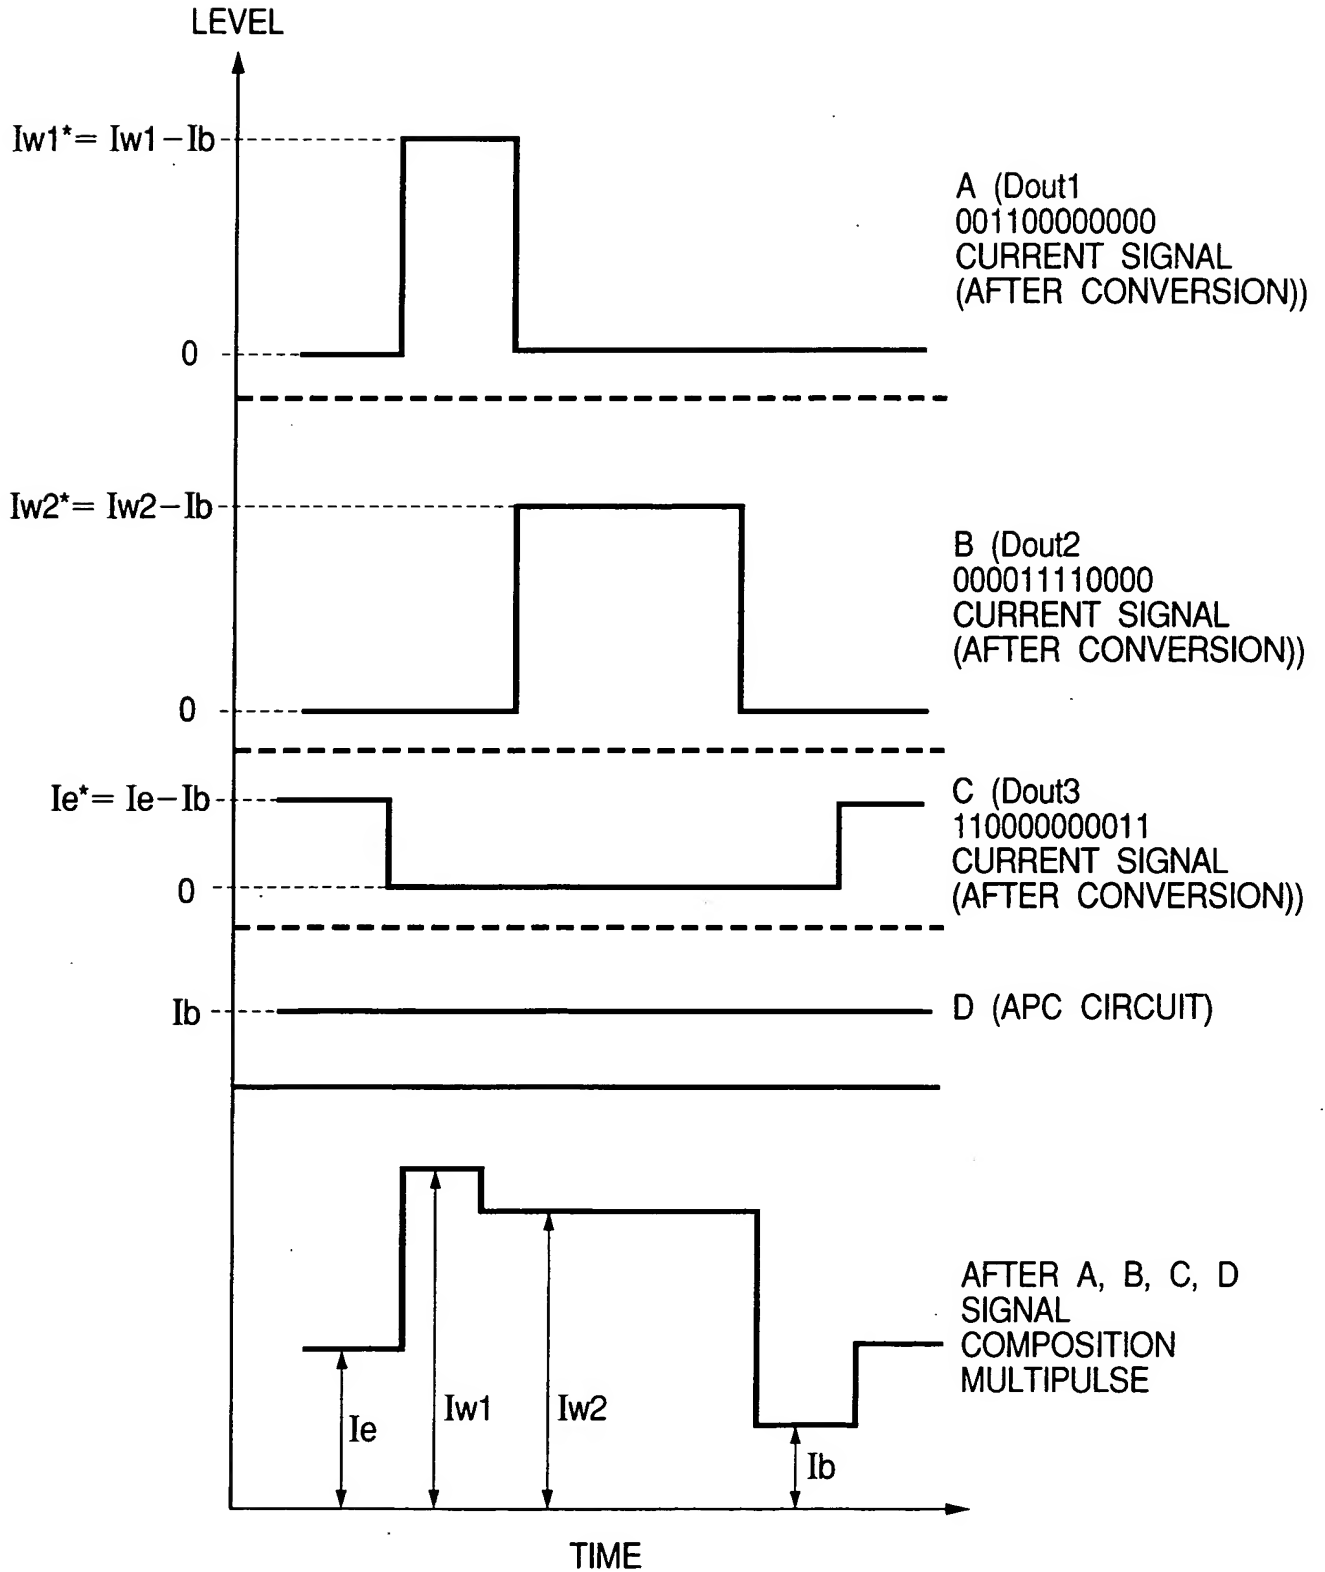 LEVEL
Iw1*= Iw1-Ib
A (Dout1
001100000000
CURRENT SIGNAL
(AFTER CONVERSION))
0
Iw2*= Iw2-Ib
B (Dout2
000011110000
CURRENT SIGNAL
(AFTER CONVERSION))
0
Ie*= Ie-Ib
C (Dout3
110000000011
CURRENT SIGNAL
(AFTER CONVERSION))
0
Ib
D (APC CIRCUIT)
AFTER A, B, C, D
SIGNAL
COMPOSITION
MULTIPULSE
Ie
Iw1
Iw2
Ib
TIME